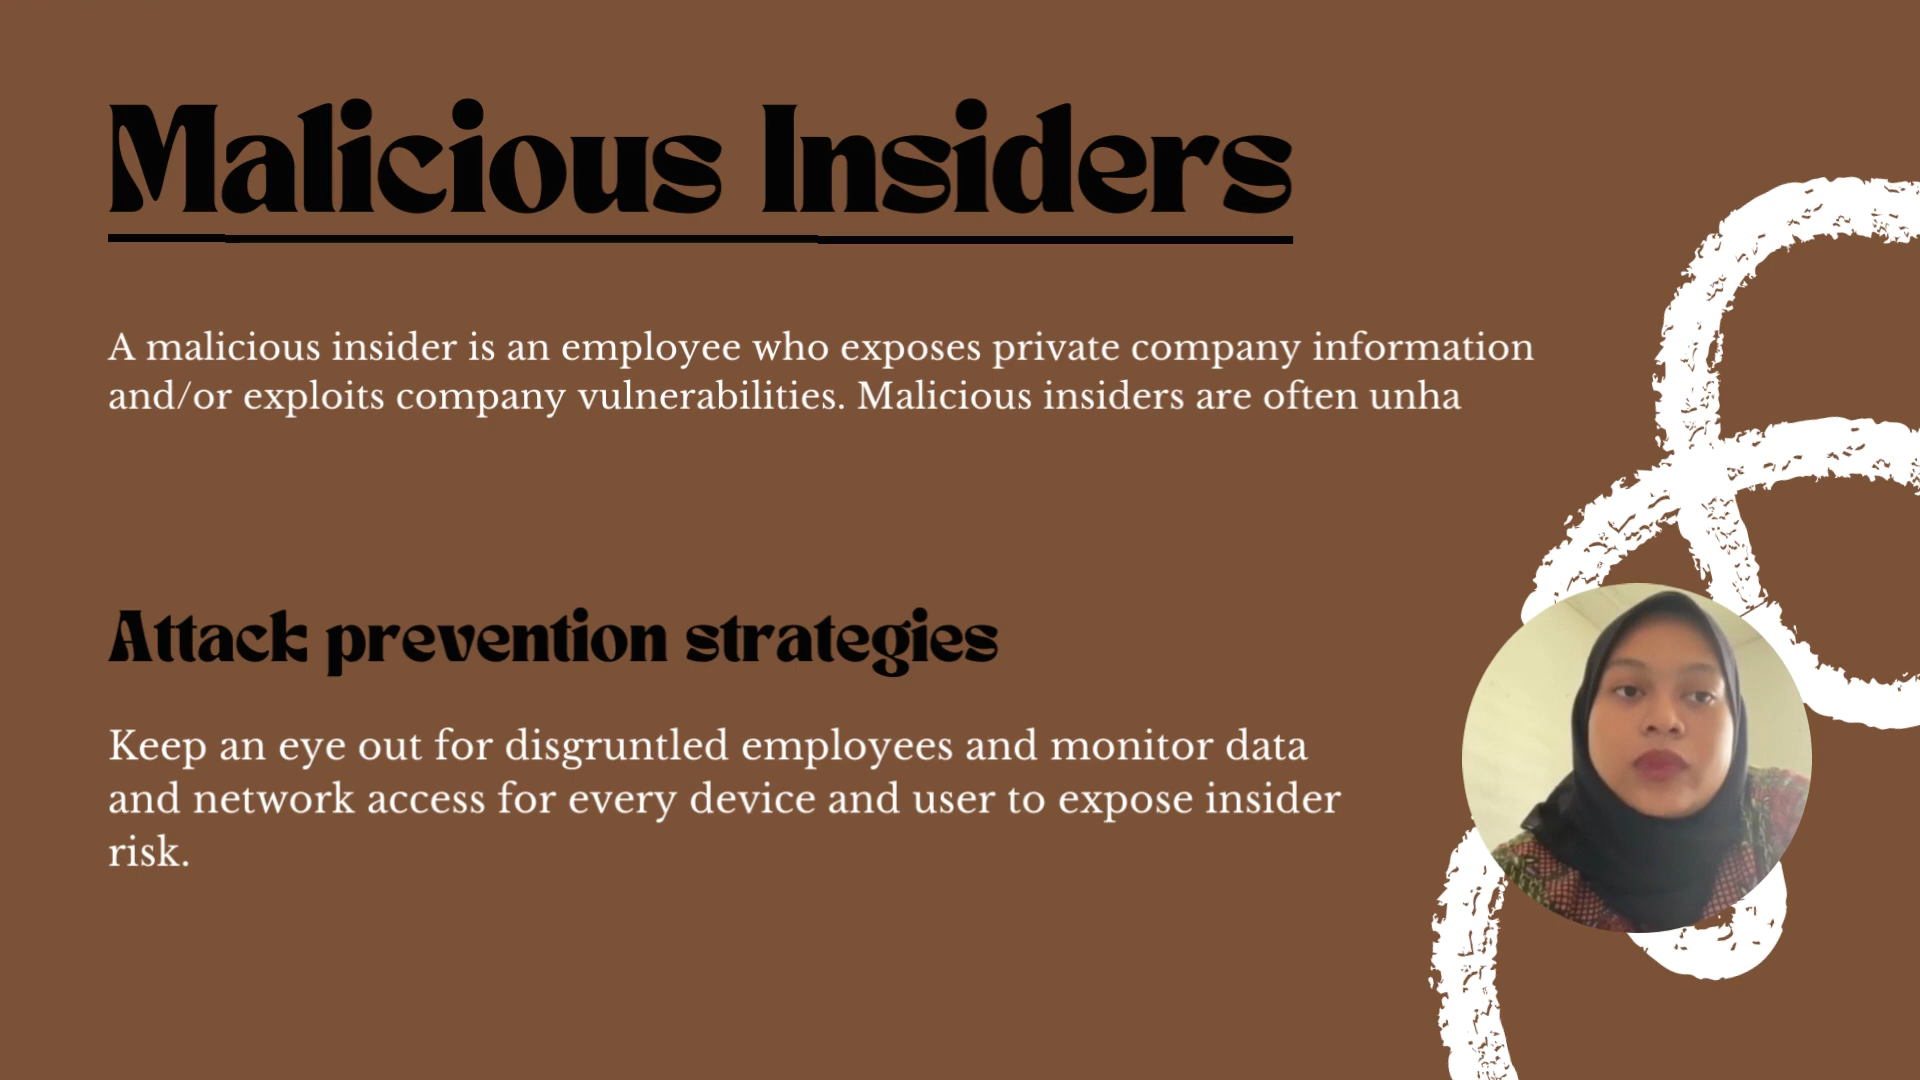 Malicious Insiders
A malicious insider is an employee who exposes private company information
and/or exploits company vulnerabilities. Malicious insiders are often unha
Attack prevention strategies
Keep an eye out for disgruntled employees and monitor data
and network access for every device and user to expose insider
risk.